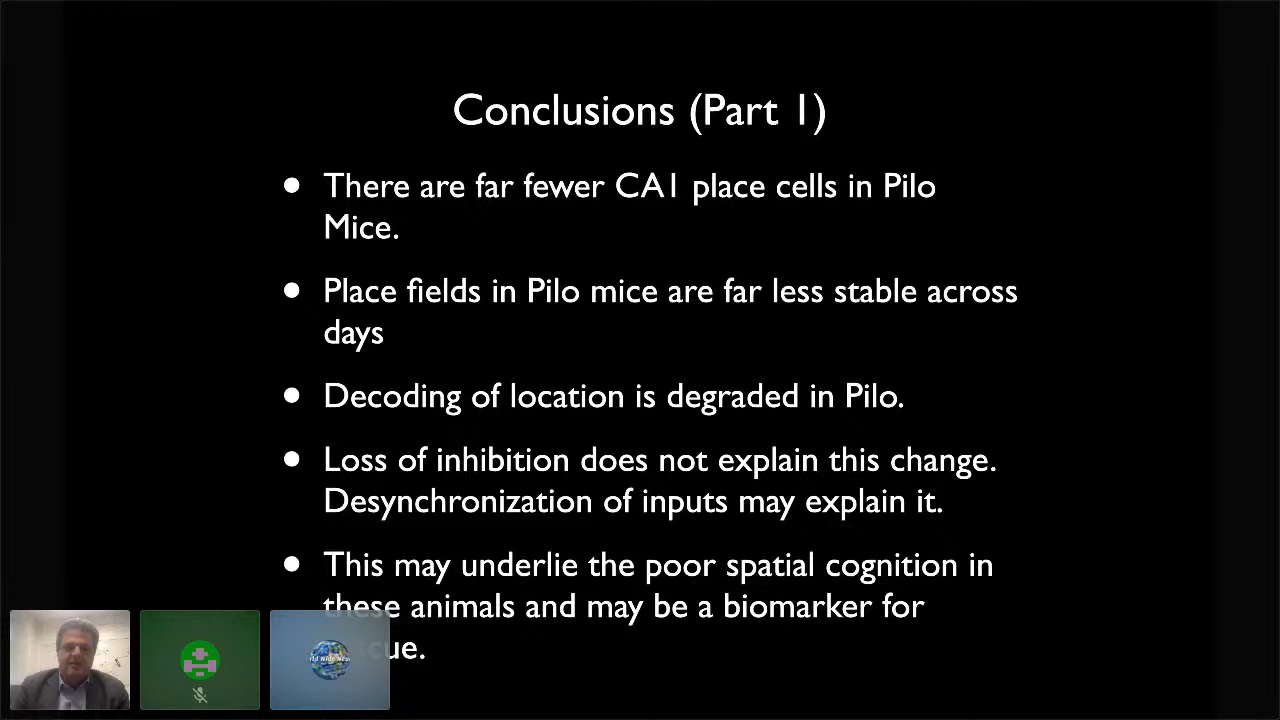 Conclusions (Part 1)
• There are far fewer CA1 place cells in Pilo
Mice.
• Place fields in Pilo mice are far less stable across
days
• Decoding of location is degraded in Pilo.
• Loss of inhibition does not explain this change.
Desynchronization of inputs may explain it.
• This may underlie the poor spatial cognition in
these animals and may be a biomarker for